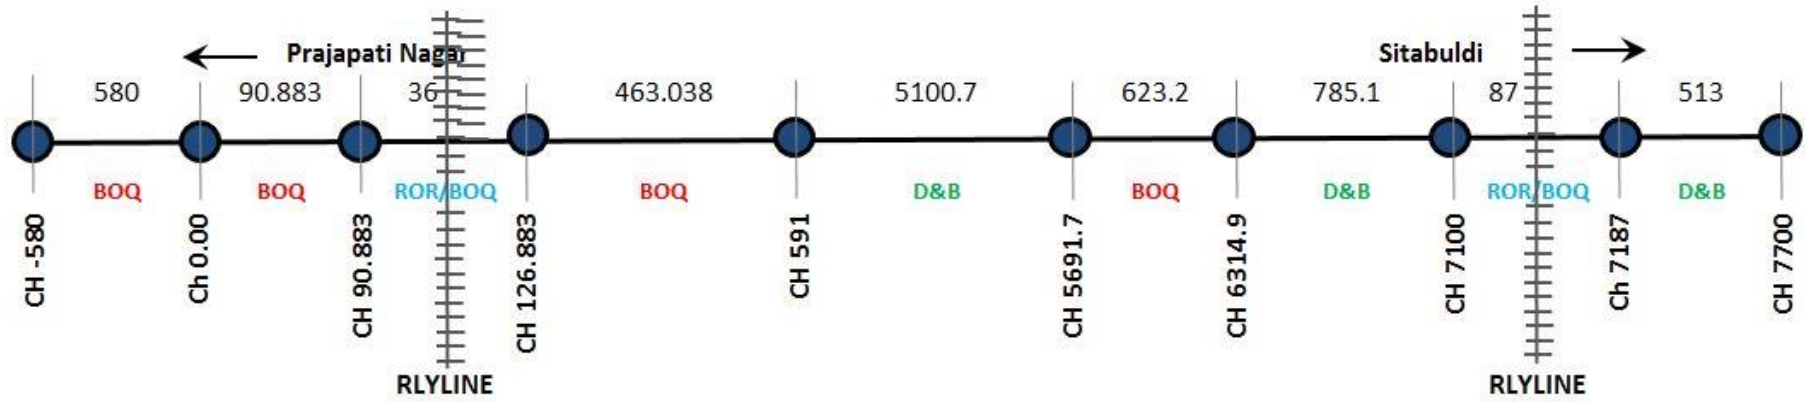 Prajapati Nagar
Sitabuldi
580 90.883 36 463.038 5100.7 623.2 785.1 87 513
BOQ BOQ ROR/BOQ BOQ D&B BOQ D&B ROR/BOQ D&B
CH -580
Ch 0.00
CH 90.883
CH 126.883
CH 591
CH 5691.7
CH 6314.9
CH 7100
Ch 7187
CH 7700
RLYLINE
RLYLINE